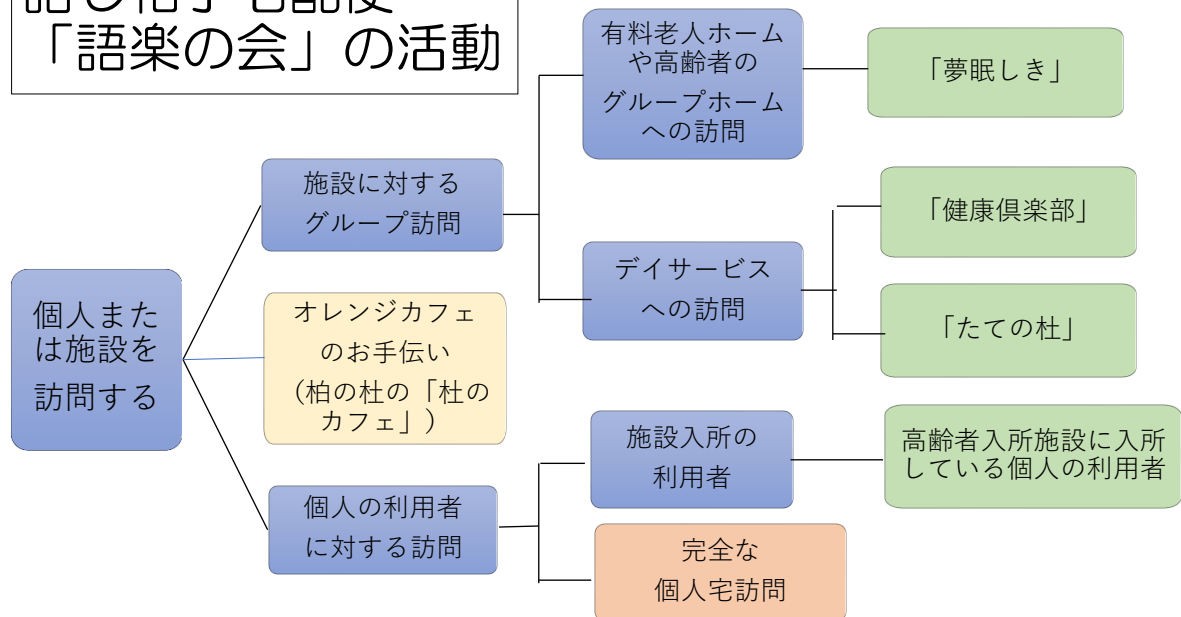 話し相手宅配便
「語楽の会」の活動
個人また
は施設を
訪問する
施設に対する
グループ訪問
オレンジカフェ
のお手伝い
(柏の杜の「杜の
カフェ」)
個人の利用者
に対する訪問
有料老人ホーム
や高齢者の
グループホーム
への訪問
デイサービス
への訪問
施設入所の
利用者
完全な
個人宅訪問
「夢眠しき」
「健康倶楽部」
「たての杜」
高齢者入所施設に入所
している個人の利用者